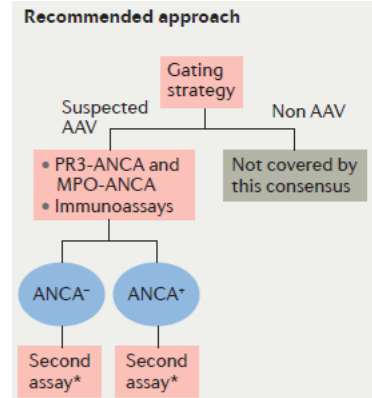 Recommended approach
Gating
strategy
Suspected
AAV
Non AAV
• PR3-ANCA and
MPO-ANCA
• Immunoassays
Not covered by
this consensus
ANCA⁻
ANCA⁺
Second
assay*
Second
assay*